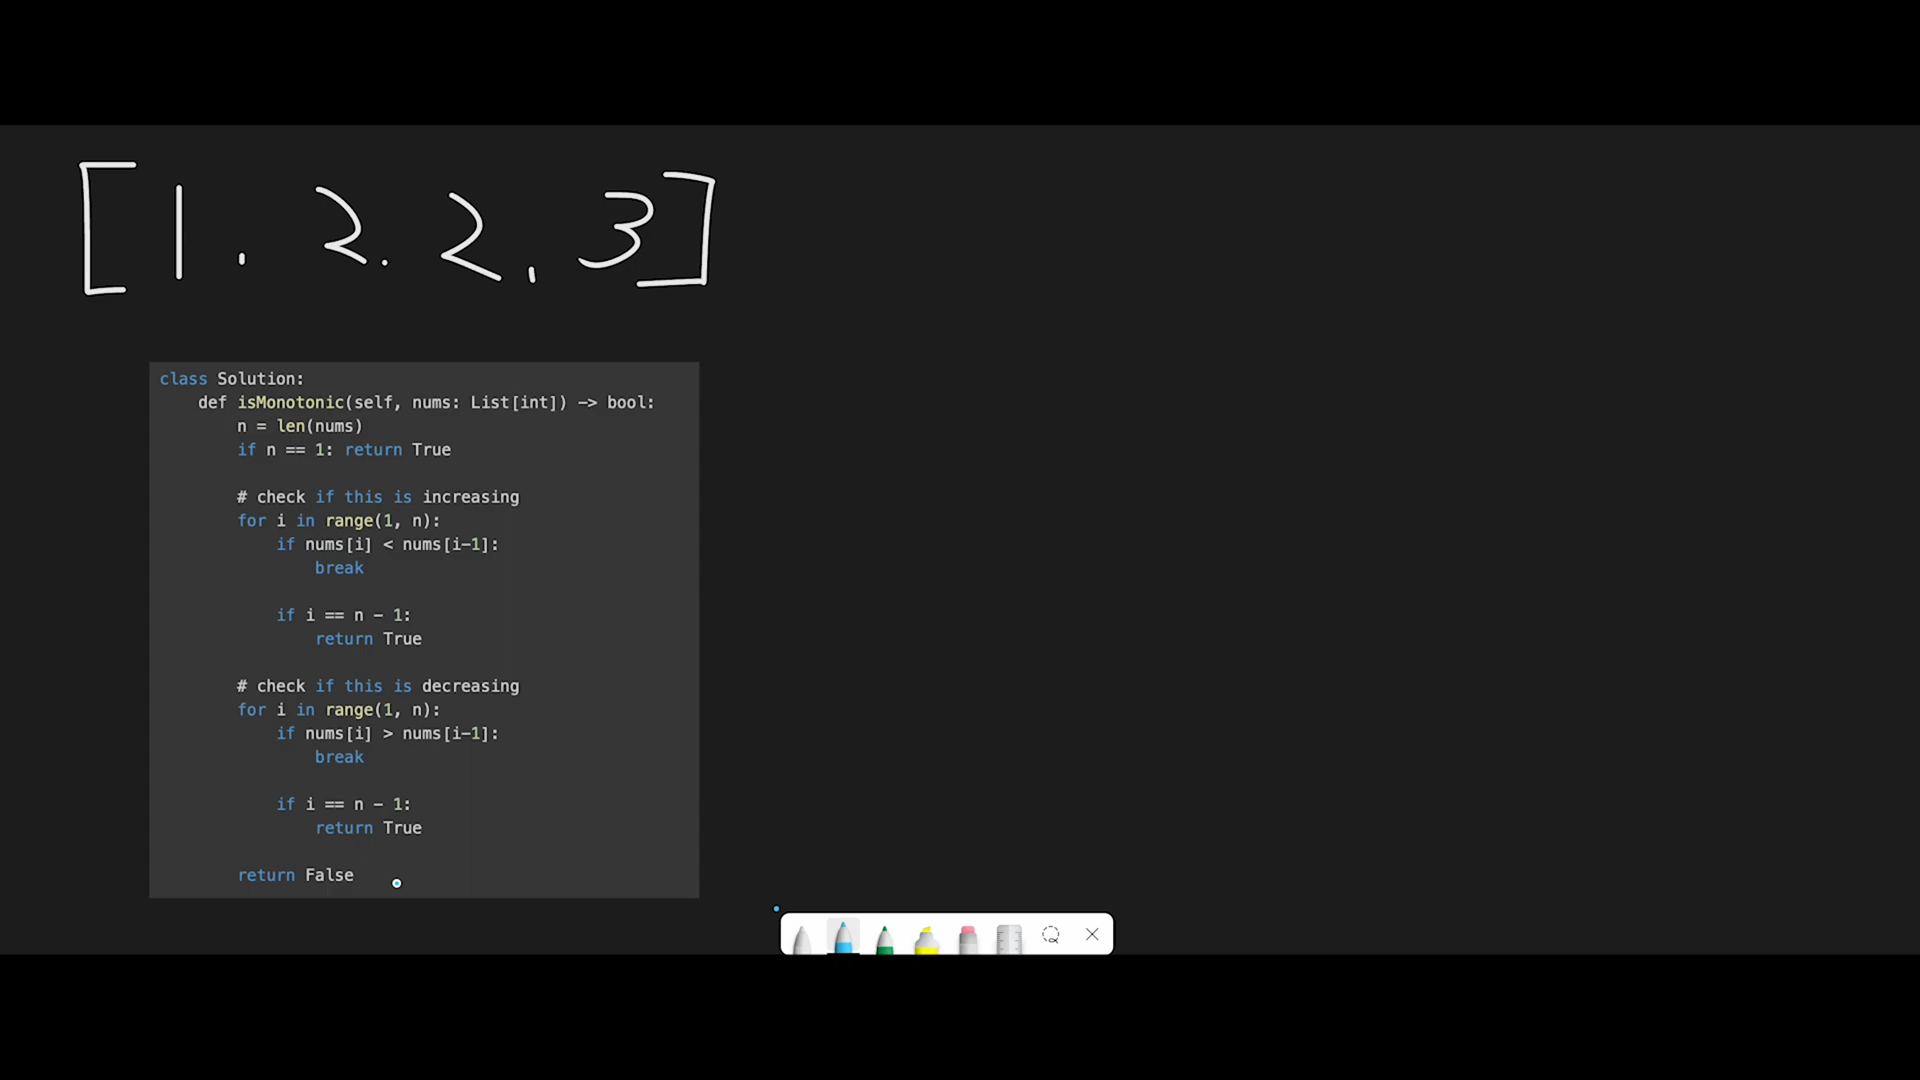 [1. 2. 2, 3]
class Solution:
def isMonotonic(self, nums: List[int]) -> bool:
n = len(nums)
if n == 1: return True
# check if this is increasing
for i in range(1, n):
if nums[i] < nums[i-1]:
break
if i == n - 1:
return True
# check if this is decreasing
for i in range(1, n):
if nums[i] > nums[i-1]:
break
if i == n - 1:
return True
return False